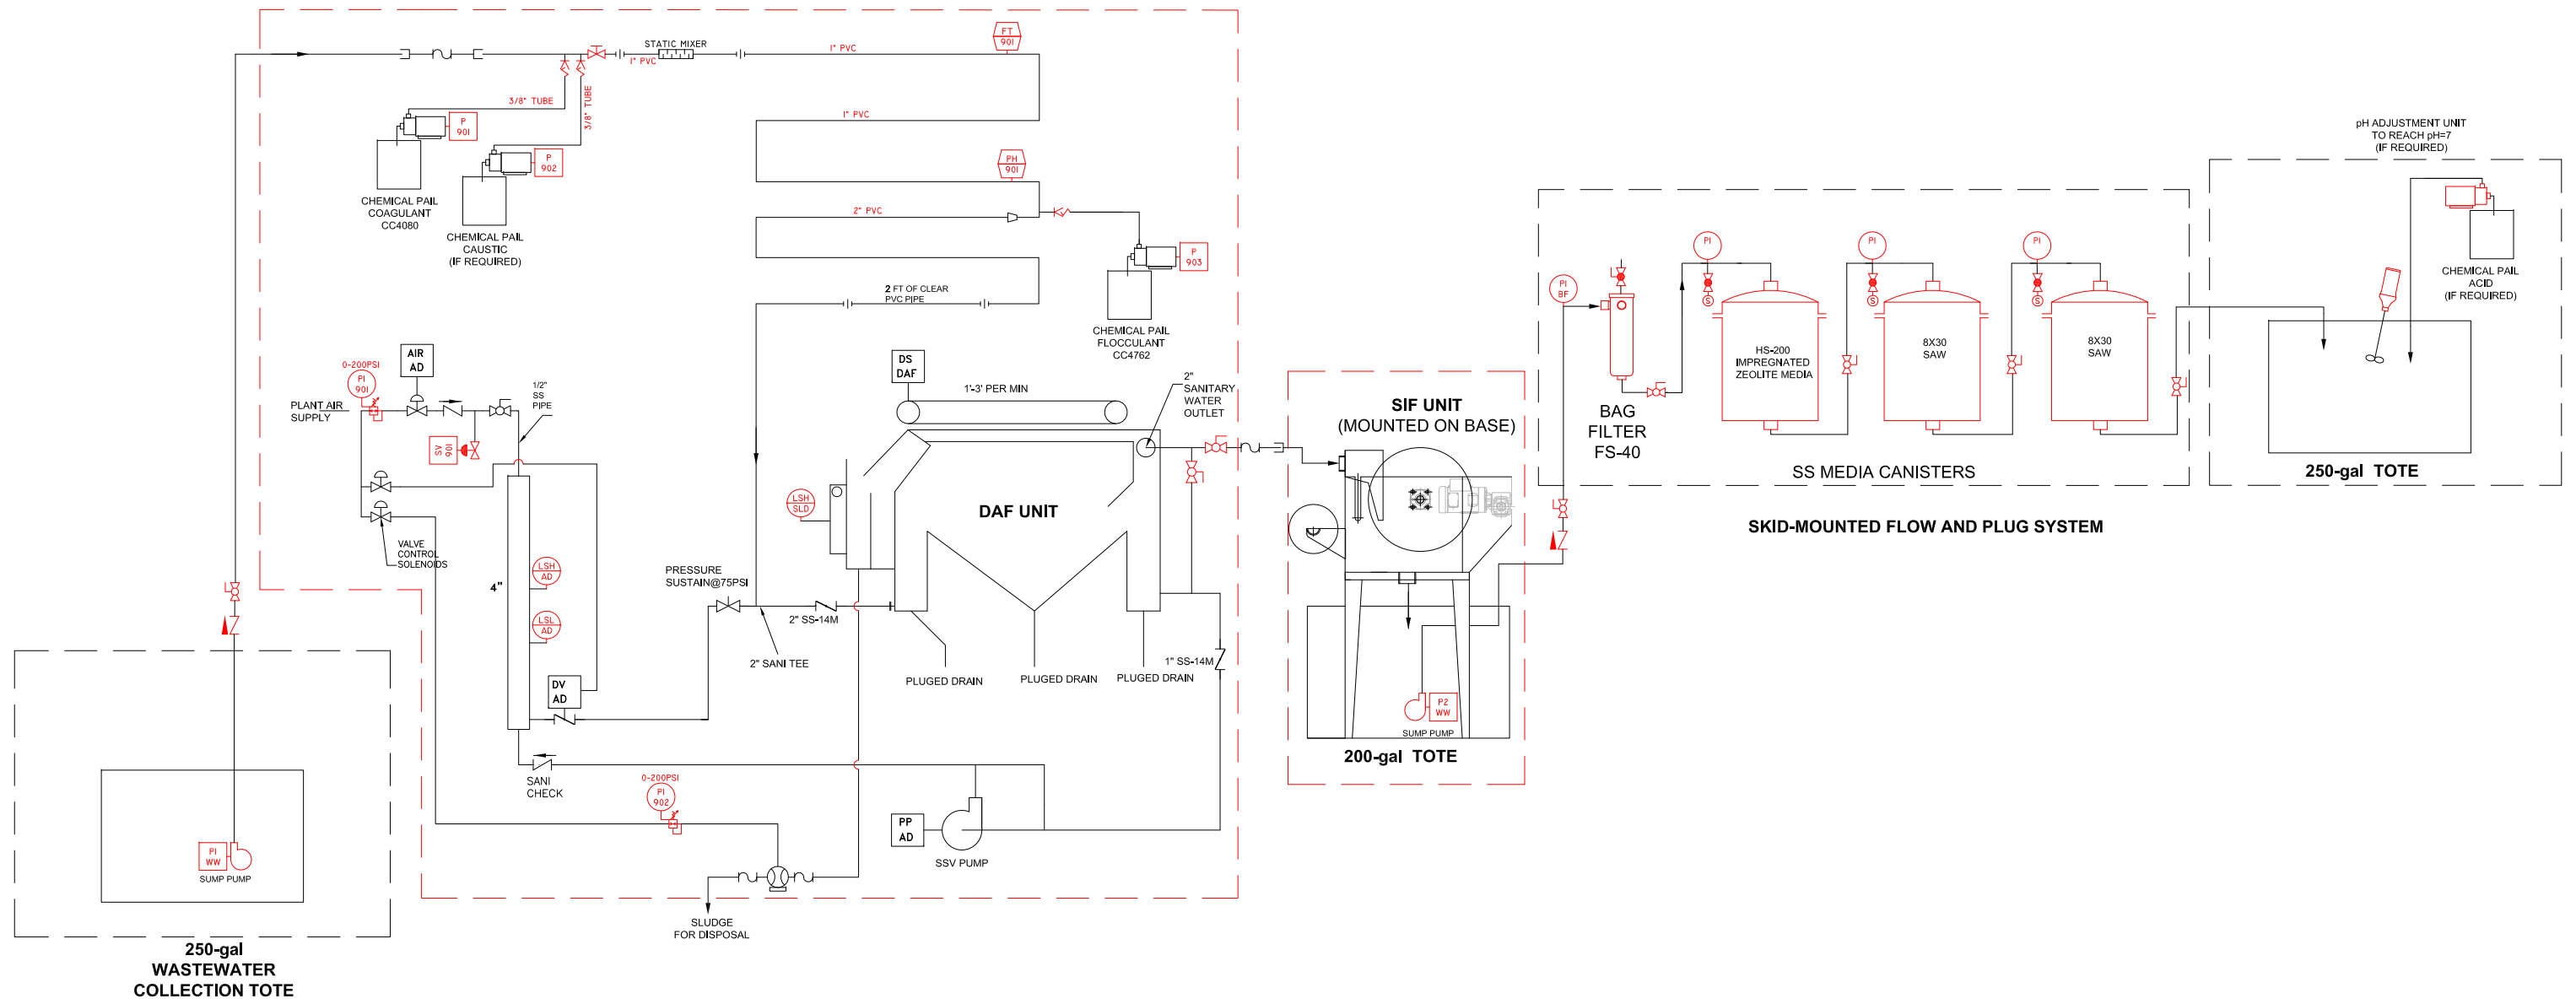 STATIC MIXER
1" PVC
1" PVC
FT
901
3/8" TUBE
3/8" TUBE
P
901
P
902
CHEMICAL PAIL
COAGULANT
CC4080
CHEMICAL PAIL
CAUSTIC
(IF REQUIRED)
1" PVC
PH
901
2" PVC
P
903
2 FT OF CLEAR
PVC PIPE
CHEMICAL PAIL
FLOCCULANT
CC4762
0-200PSI
PI
901
AIR
AD
PLANT AIR
SUPPLY
1/2"
SS
PIPE
SV
901
VALVE
CONTROL
SOLENOIDS
4"
LSH
AD
LSL
AD
DV
AD
SANI
CHECK
DS
DAF
1'-3' PER MIN
2"
SANITARY
WATER
OUTLET
LSH
SLD
DAF UNIT
PRESSURE
SUSTAIN@75PSI
2" SS-14M
2" SANI TEE
PLUGED DRAIN
PLUGED DRAIN
PLUGED DRAIN
1" SS-14M
0-200PSI
PI
902
PP
AD
SSV PUMP
SLUDGE
FOR DISPOSAL
P1
WW
SUMP PUMP
250-gal
WASTEWATER
COLLECTION TOTE
SIF UNIT
(MOUNTED ON BASE)
P2
WW
SUMP PUMP
200-gal TOTE
PI
BF
BAG
FILTER
FS-40
PI
S
HS-200
IMPREGNATED
ZEOLITE MEDIA
PI
S
8X30
SAW
PI
S
8X30
SAW
SS MEDIA CANISTERS
SKID-MOUNTED FLOW AND PLUG SYSTEM
pH ADJUSTMENT UNIT
TO REACH pH=7
(IF REQUIRED)
CHEMICAL PAIL
ACID
(IF REQUIRED)
250-gal TOTE